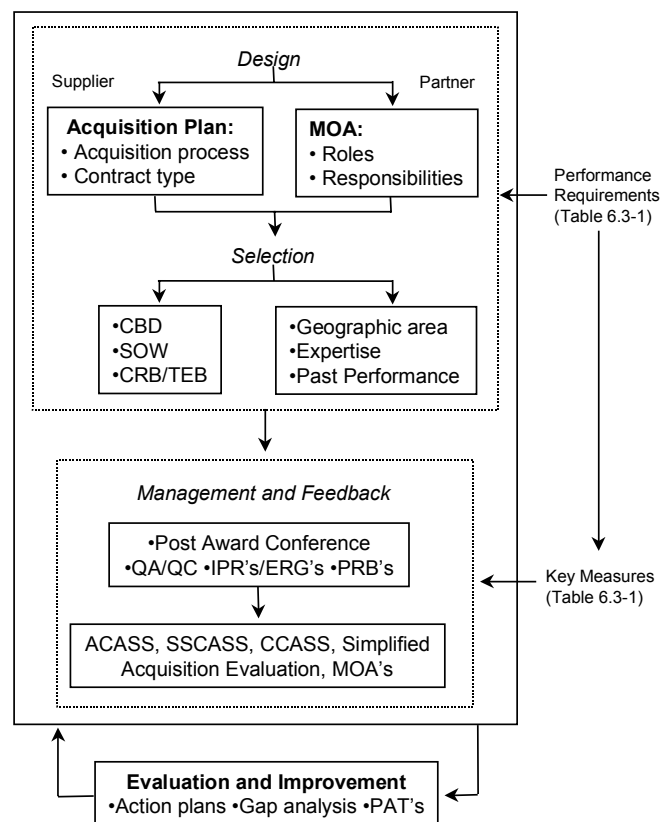 Design
Supplier
Partner
Acquisition Plan:
• Acquisition process
• Contract type
MOA:
• Roles
• Responsibilities
Performance
Requirements
(Table 6.3-1)
Selection
•CBD
•SOW
•CRB/TEB
•Geographic area
•Expertise
•Past Performance
Management and Feedback
•Post Award Conference
•QA/QC •IPR's/ERG's •PRB's
Key Measures
(Table 6.3-1)
ACASS, SSCASS, CCASS, Simplified
Acquisition Evaluation, MOA's
Evaluation and Improvement
•Action plans •Gap analysis •PAT's